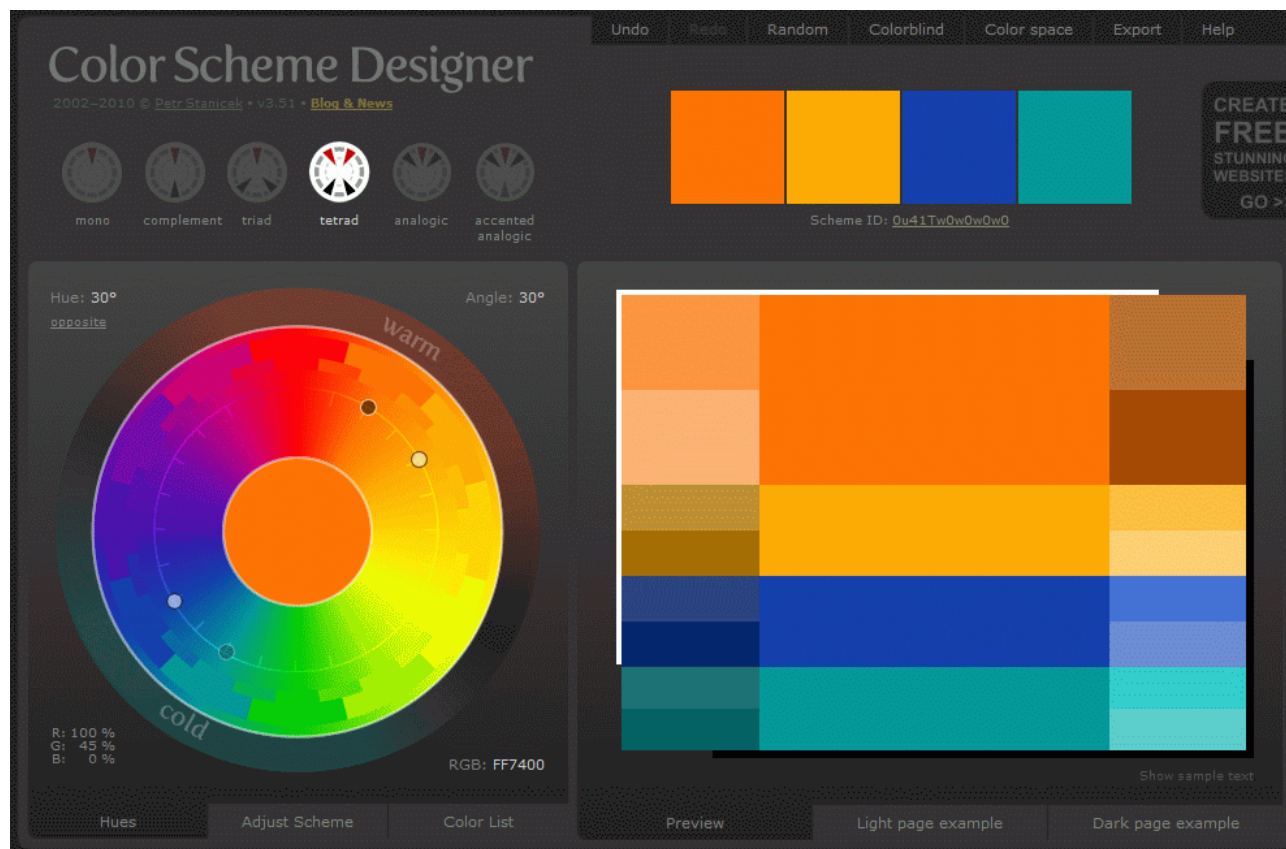 Undo Redo Random Colorblind Color space Export Help
Color Scheme Designer
2002–2010 © Petr Stanicek • v3.51 • Blog & News
CREATE
FREE
STUNNING
WEBSITE
GO >
mono complement triad tetrad analogic accented
analogic
Scheme ID: 0u41Tw0w0w0w0
Hue: 30° Angle: 30°
opposite
warm
cold
R: 100 %
G: 45 %
B: 0 %
RGB: FF7400
Show sample text
Hues Adjust Scheme Color List
Preview Light page example Dark page example